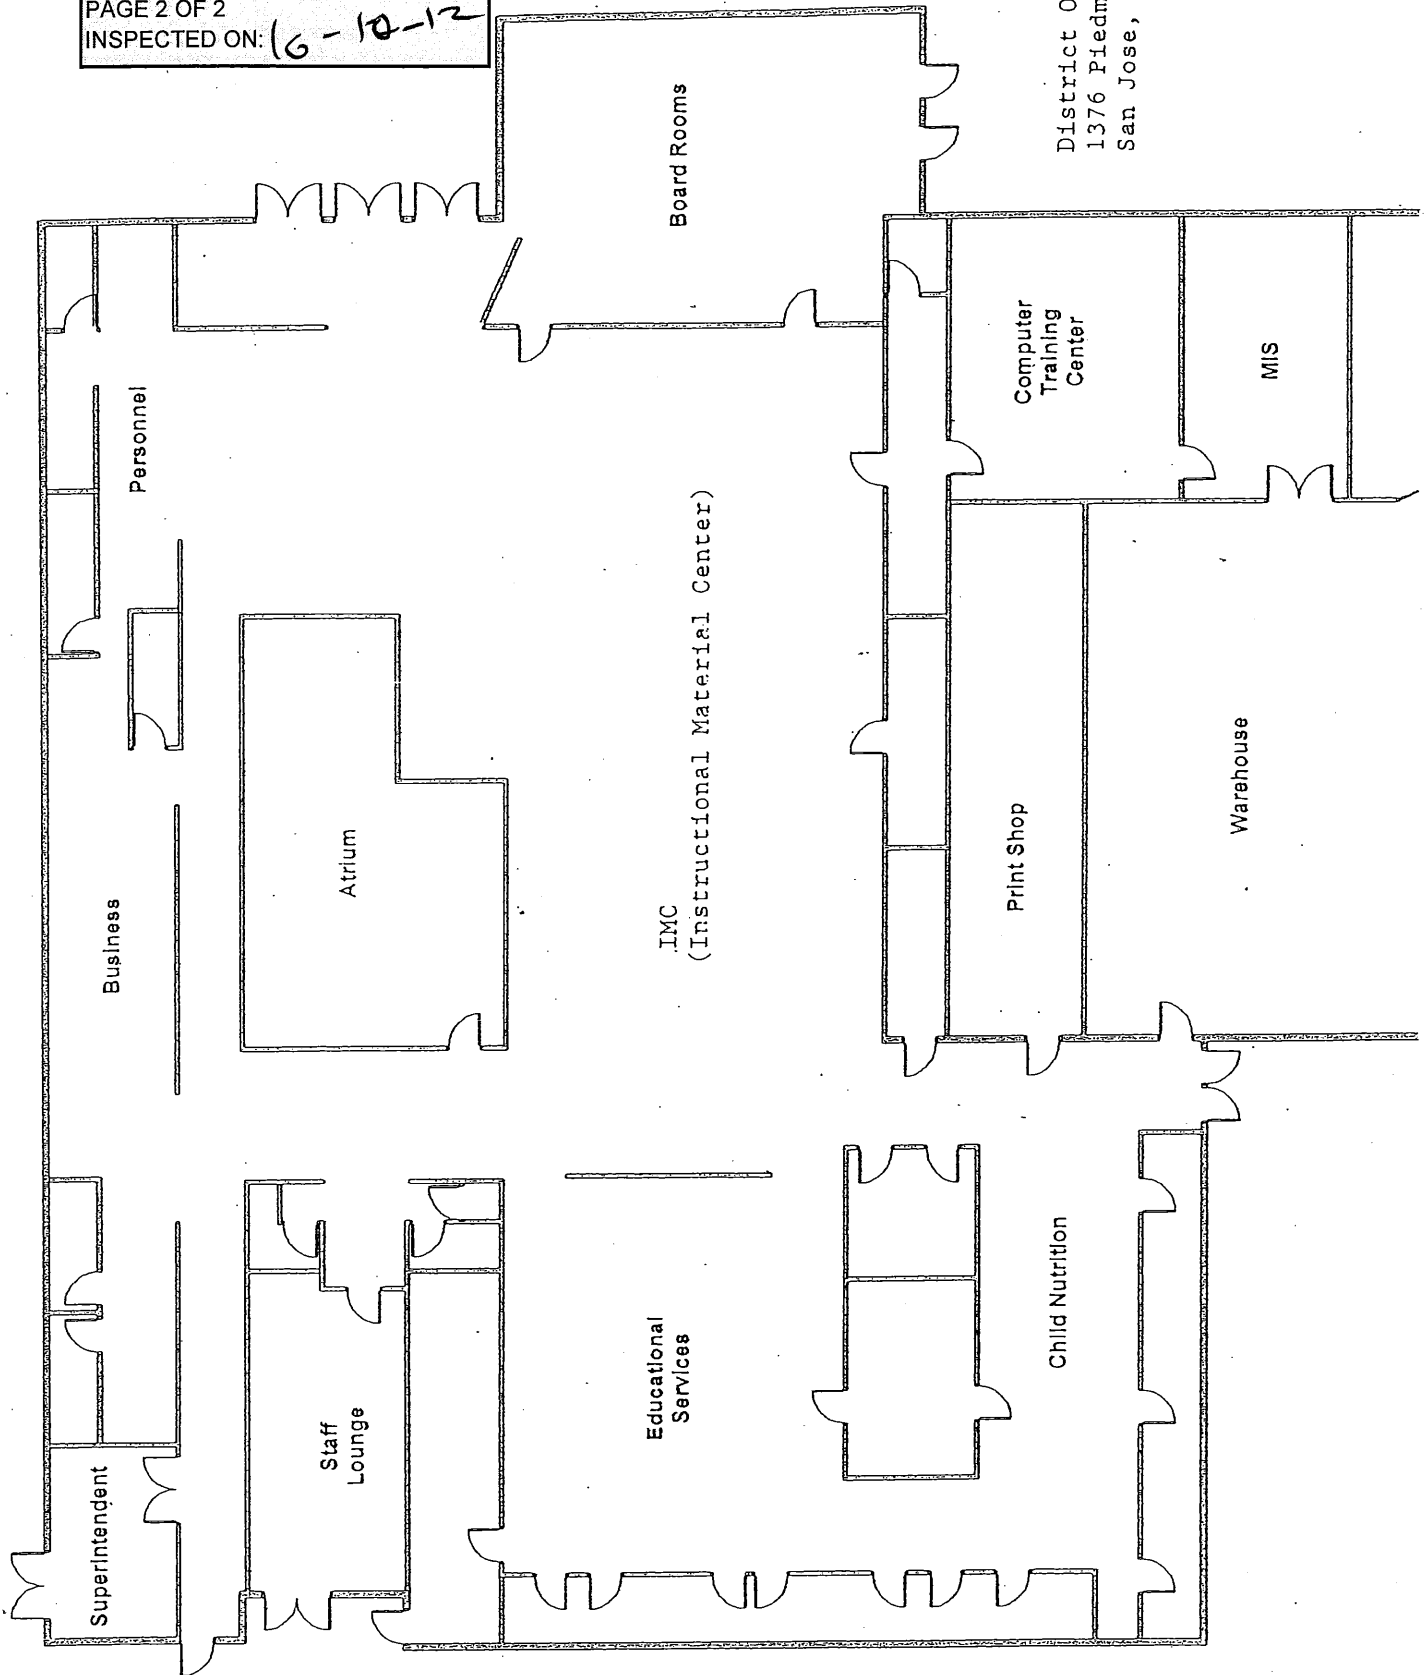 PAGE 2 OF 2
INSPECTED ON: 10-12-12
District O
1376 Piedm
San Jose,
Board Rooms
Personnel
Computer
Training
Center
MIS
.IMC
(Instructional Material Center)
Atrium
Business
Print Shop
Warehouse
Superintendent
Staff
Lounge
Educational
Services
Child Nutrition